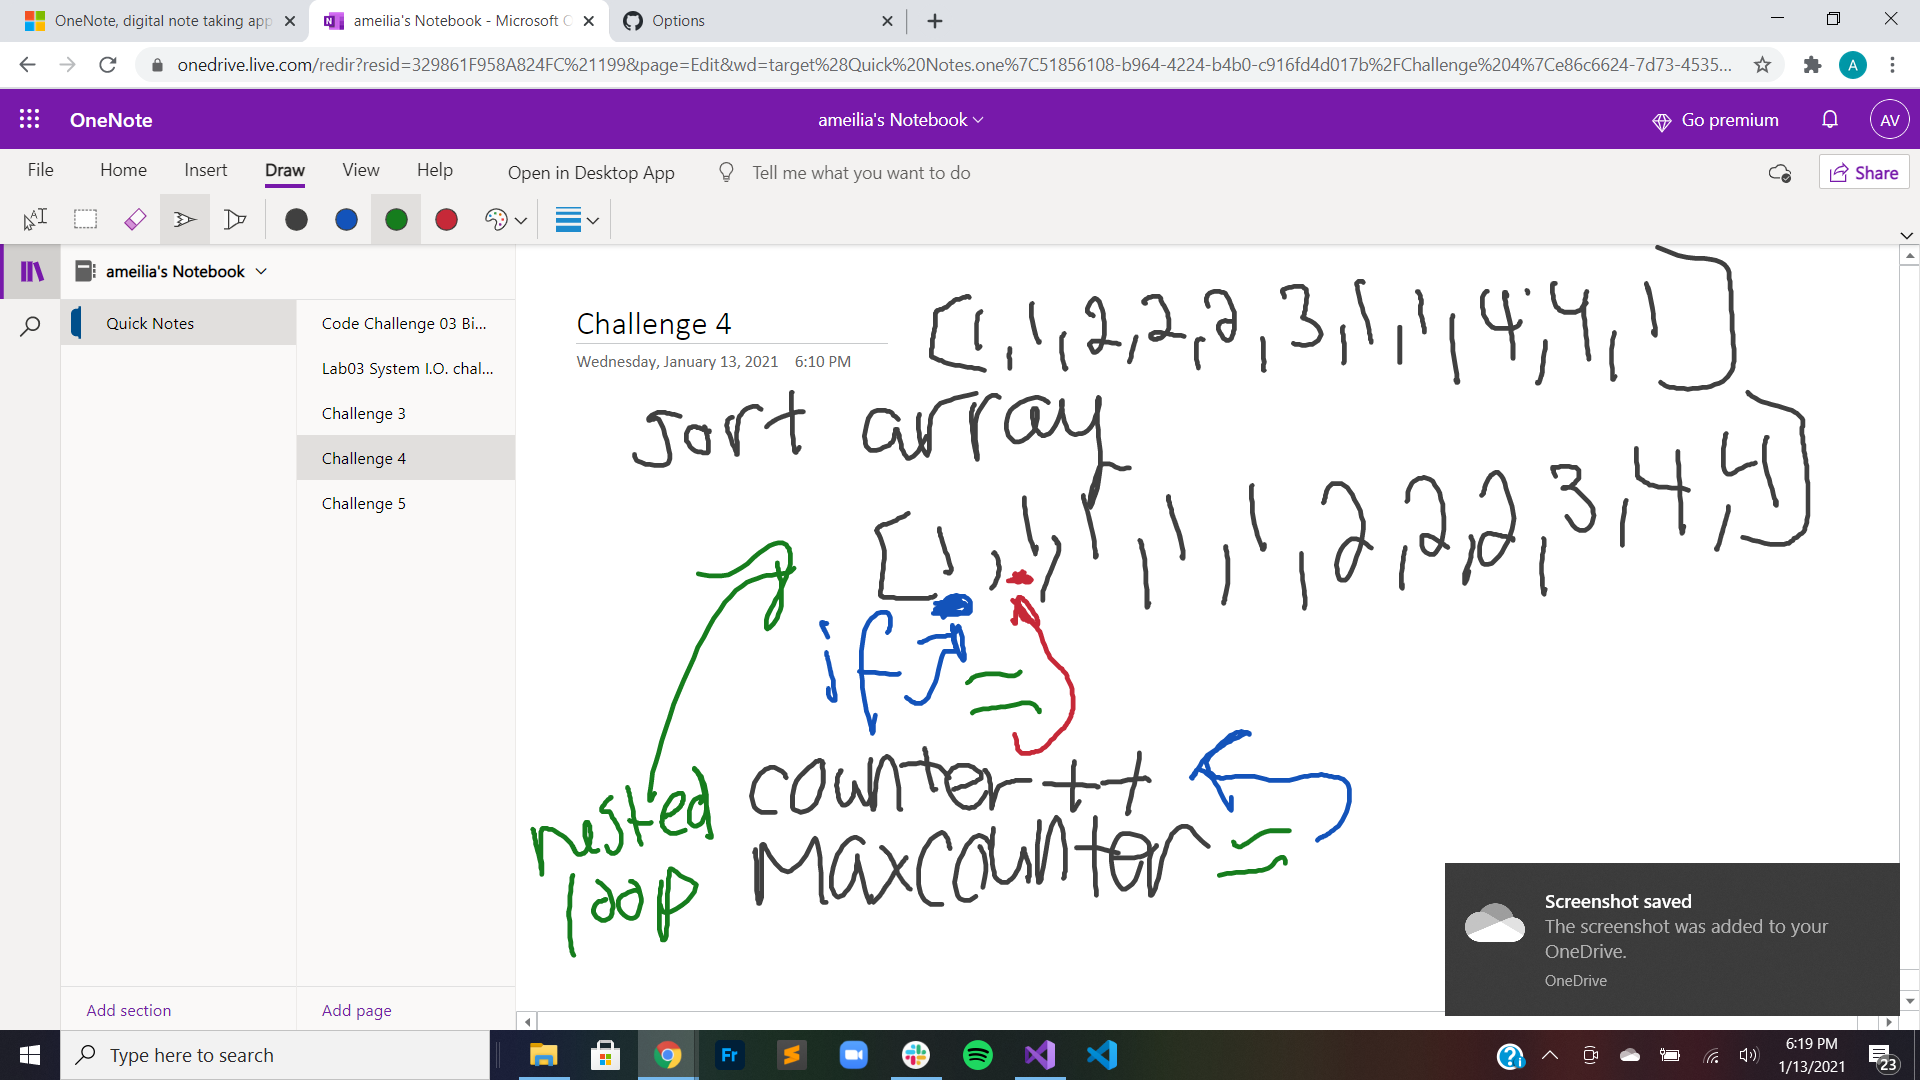 OneNote, digital note taking app
ameilia's Notebook - Microsoft O
Options
onedrive.live.com/redir?resid=329861F958A824FC%21199&page=Edit&wd=target%28Quick%20Notes.one%7C51856108-b964-4224-b4b0-c916fd4d017b%2FChallenge%204%7Ce86c6624-7d73-4535...
A
OneNote
ameilia's Notebook
Go premium
AV
File Home Insert Draw View Help Open in Desktop App Tell me what you want to do
Share
ameilia's Notebook
Quick Notes
Code Challenge 03 Bi...
Lab03 System I.O. chal...
Challenge 3
Challenge 4
Challenge 5
Add section
Add page
Challenge 4
Wednesday, January 13, 2021 6:10 PM
[1,1,2,2,2,3,1,1,4,4,1]
sort array
[1,1,1,1,1,2,2,2,3,4,4]
if =
counter++
Maxcounter =
nested
loop
Screenshot saved
The screenshot was added to your
OneDrive.
OneDrive
Type here to search
Fr
6:19 PM
1/13/2021
23